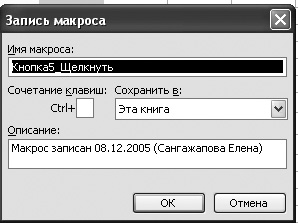 Запись макроса
Имя макроса:
Кнопка5_Щелкнуть
Сочетание клавиш: Сохранить в:
Ctrl+ Эта книга
Описание:
Макрос записан 08.12.2005 (Сангажапова Елена)
ОК Отмена